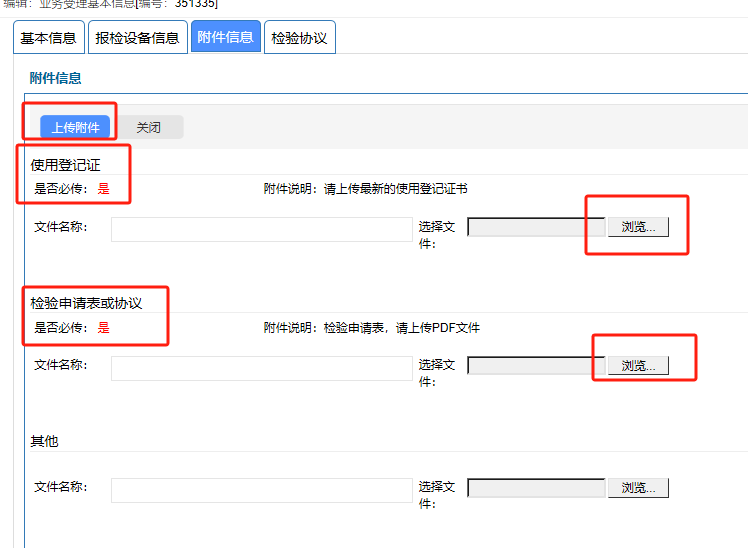 编辑：业务受理基本信息[编号：351335]
基本信息 报检设备信息 附件信息 检验协议
附件信息
上传附件 关闭
使用登记证
是否必传：是 附件说明：请上传最新的使用登记证书
文件名称： 选择文件： 浏览...
检验申请表或协议
是否必传：是 附件说明：检验申请表，请上传PDF文件
文件名称： 选择文件： 浏览...
其他
文件名称： 选择文件： 浏览...